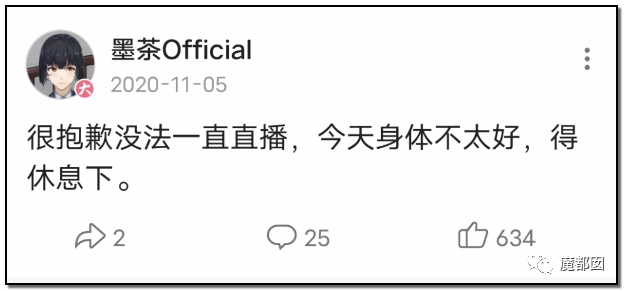 墨茶Official
2020-11-05
大
很抱歉没法一直直播，今天身体不太好，得
休息下。
2
25
634
魔都囡